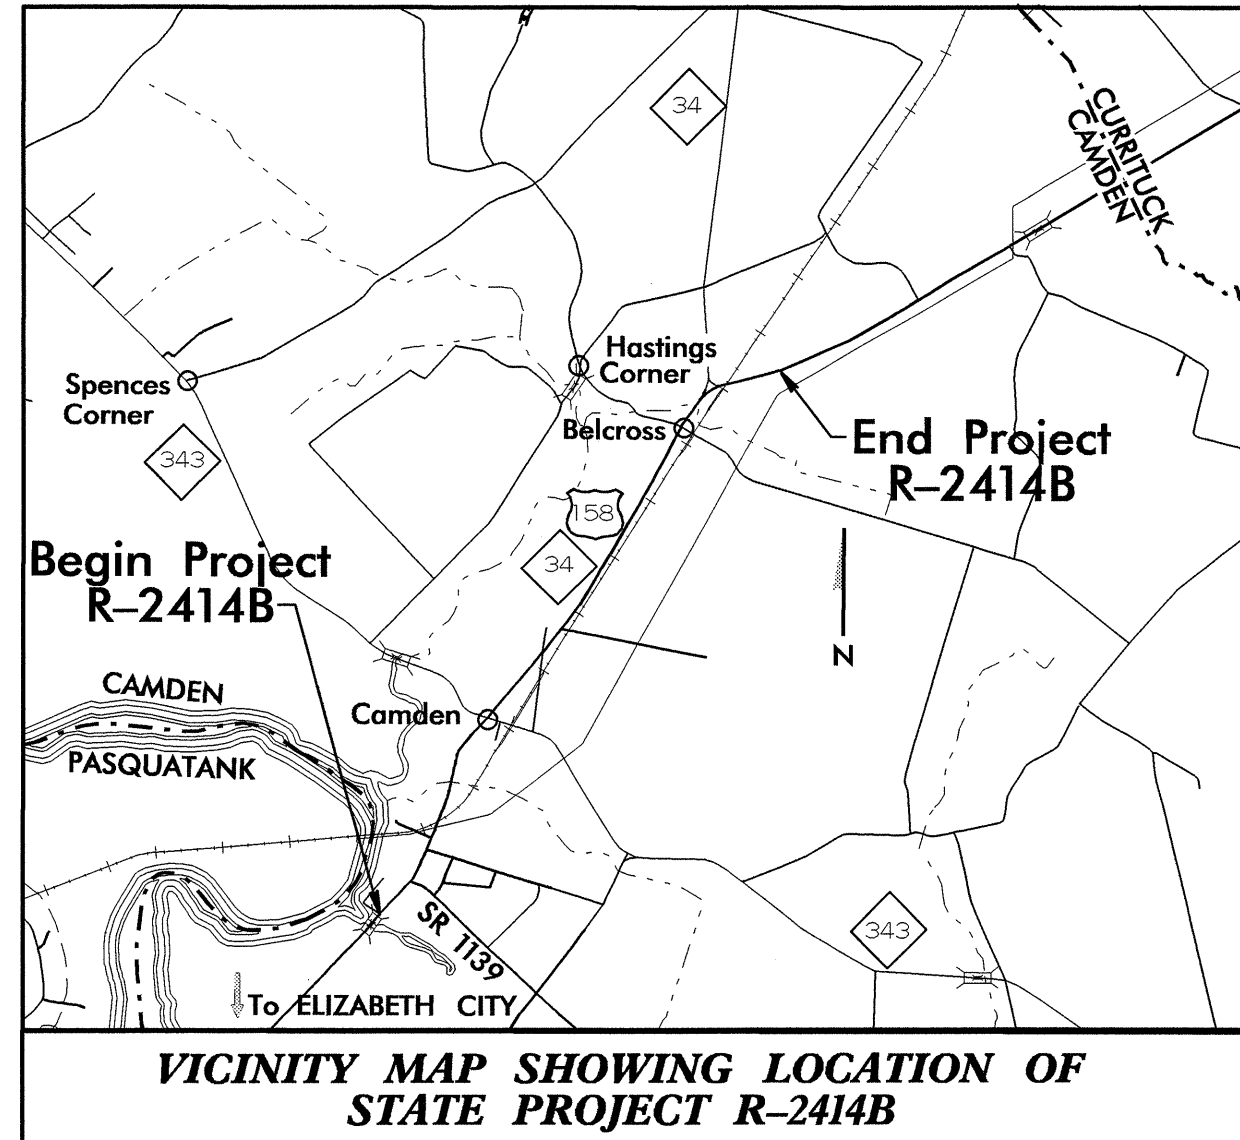 34
CURRITUCK
CAMDEN
Hastings
Corner
Spences
Corner
Belcross
343
End Project
R–2414B
158
34
Begin Project
R–2414B
N
CAMDEN
Camden
PASQUATANK
SR 1139
343
To ELIZABETH CITY
VICINITY MAP SHOWING LOCATION OF
STATE PROJECT R–2414B